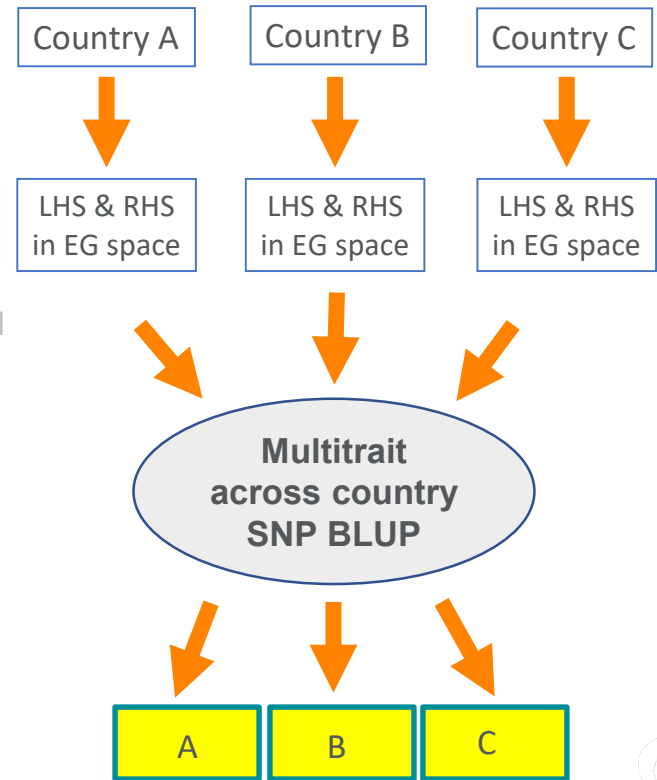 Country A
Country B
Country C
LHS & RHS
in EG space
LHS & RHS
in EG space
LHS & RHS
in EG space
Multitrait
across country
SNP BLUP
A
B
C